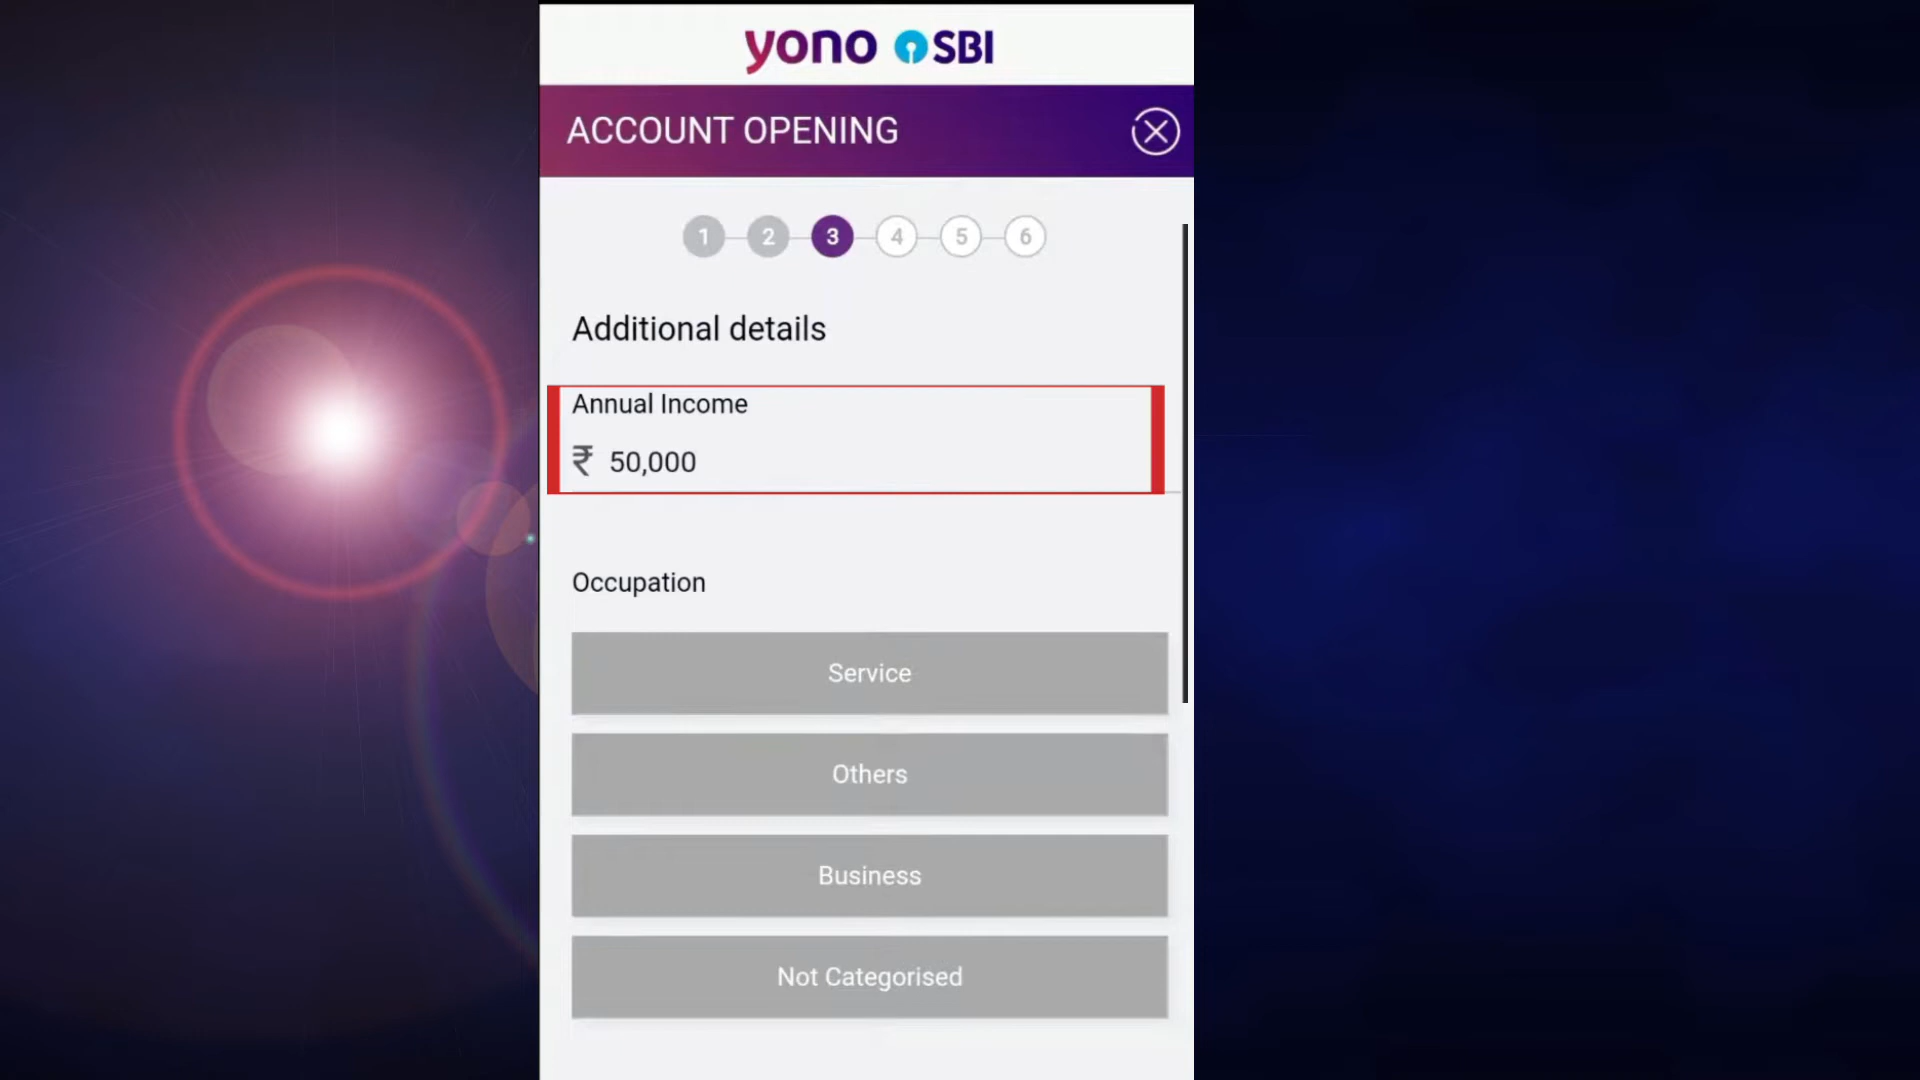 yono SBI
ACCOUNT OPENING
1 2 3 4 5 6
Additional details
Annual Income
₹ 50,000
Occupation
Service
Others
Business
Not Categorised